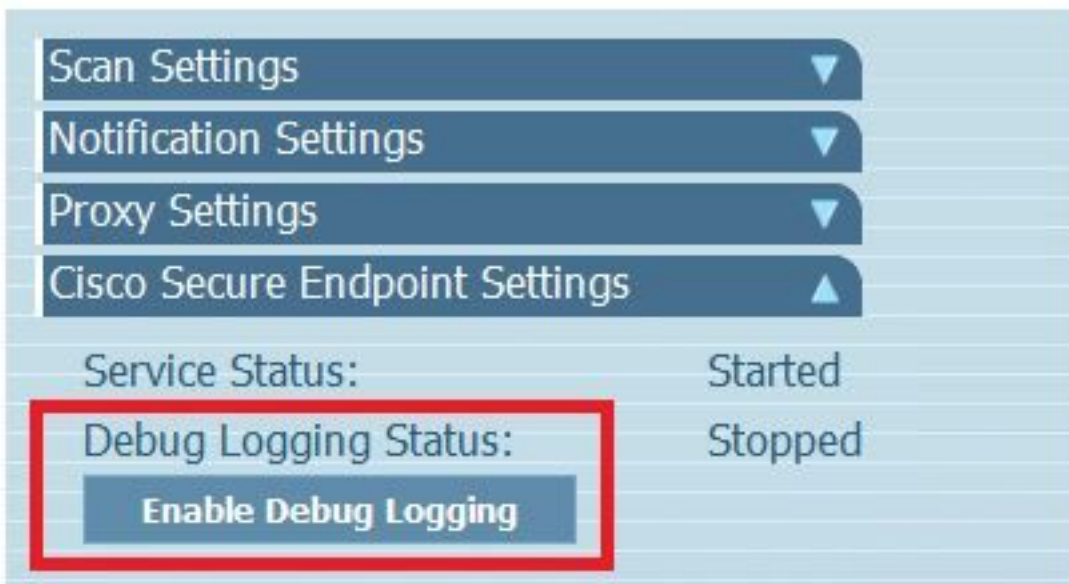 Scan Settings
Notification Settings
Proxy Settings
Cisco Secure Endpoint Settings
Service Status: Started
Debug Logging Status: Stopped
Enable Debug Logging